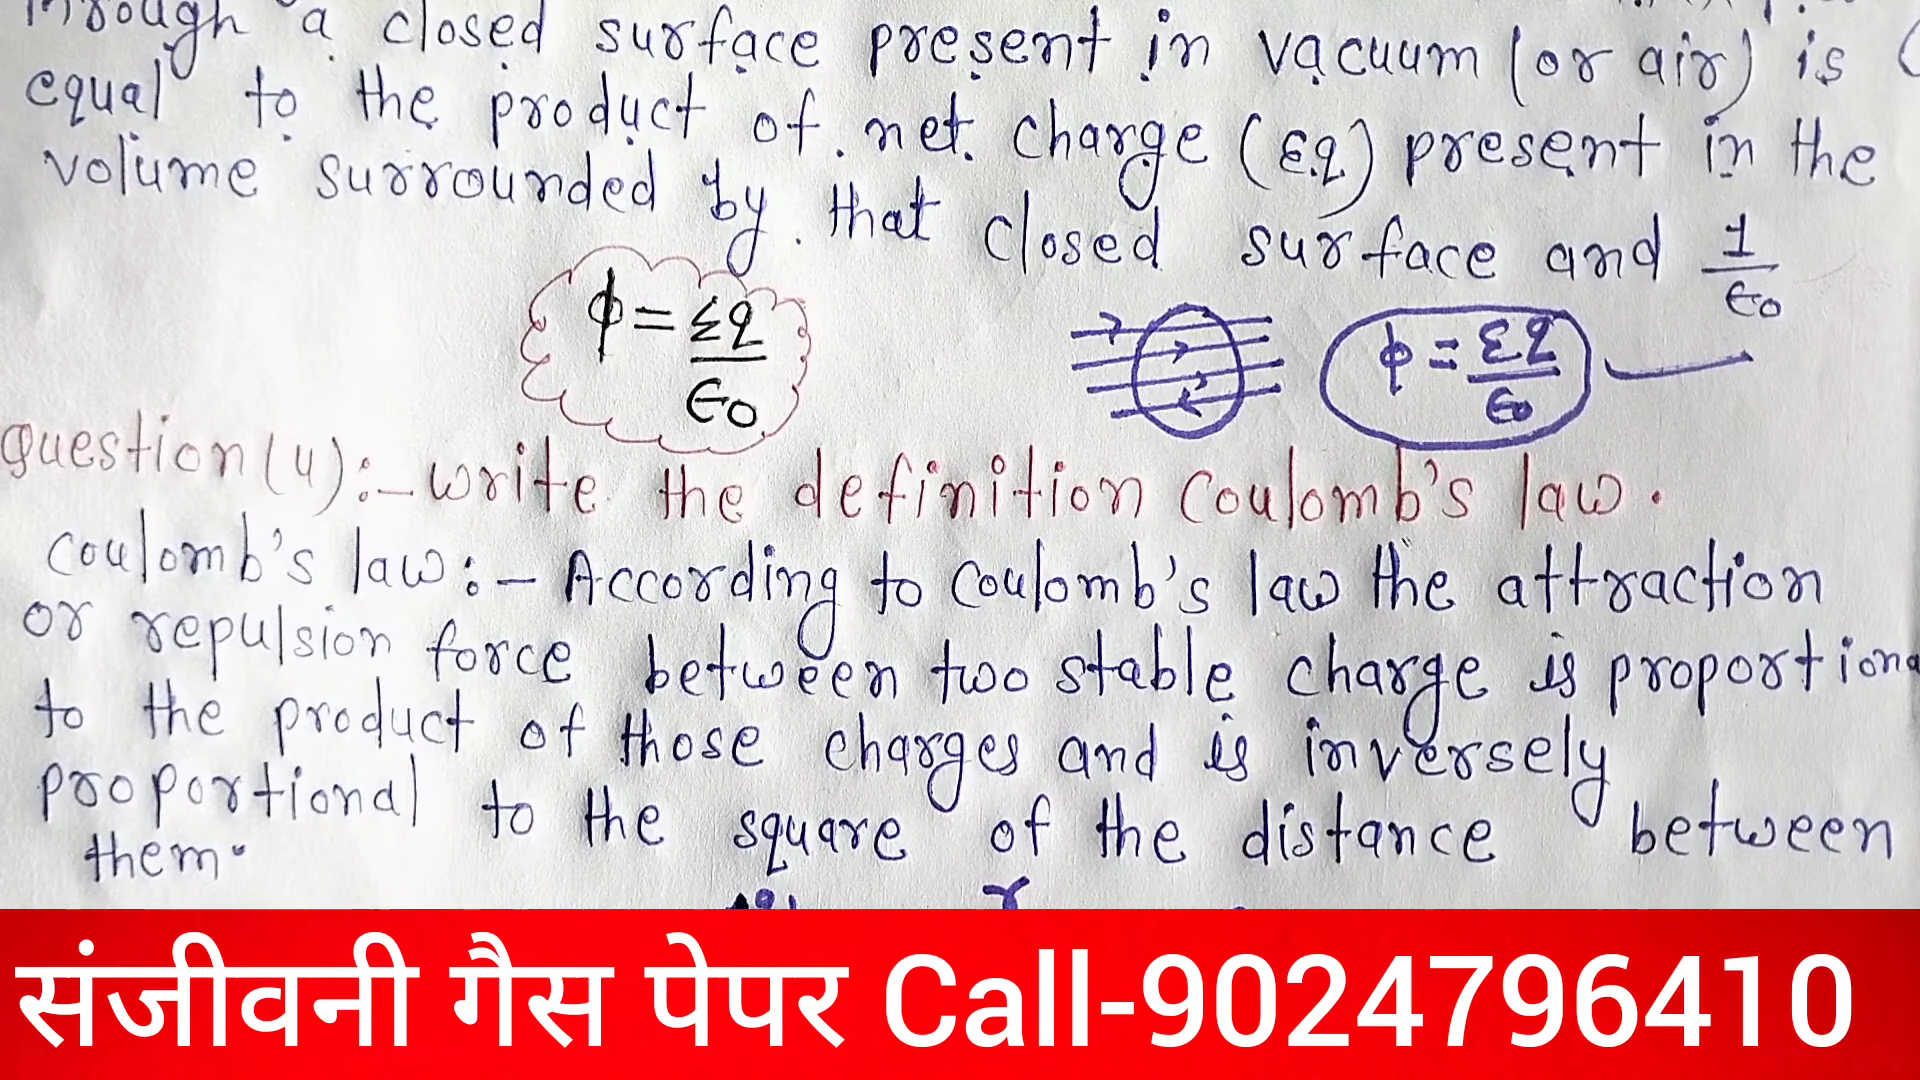 through a closed surface present in vacuum (or air) is
equal to the product of net charge (Σq) present in the
volume surrounded by that closed surface and 1/ϵ0
ϕ = Σq/ϵ0
ϕ = Σq/ϵ0
Question (4):- write the definition Coulomb's law.
Coulomb's law:- According to Coulomb's law the attraction
or repulsion force between two stable charge is proportiona
to the product of those charges and is inversely
proportional to the square of the distance between
them.
संजीवनी गैस पेपर Call-9024796410